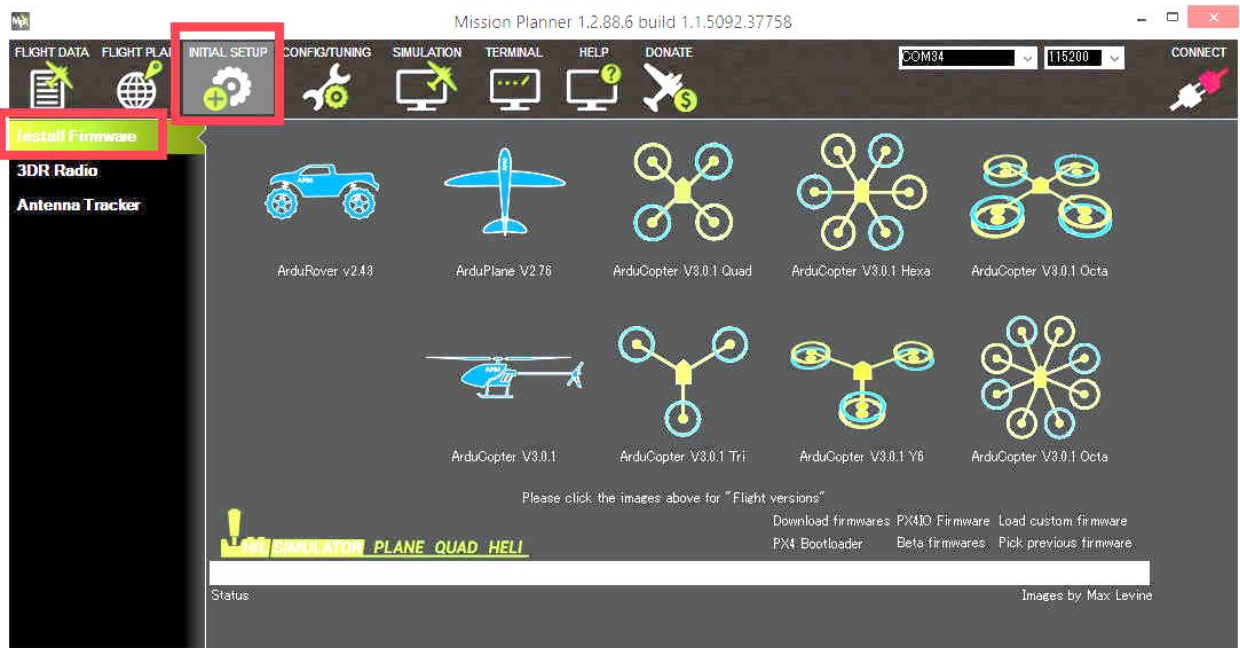 Mission Planner 1.2.88.6 build 1.1.5092.37758
FLIGHT DATA FLIGHT PLAN INITIAL SETUP CONFIG/TUNING SIMULATION TERMINAL HELP DONATE COM34 115200 CONNECT
Install Firmware
3DR Radio
Antenna Tracker
APM
ArduRover v2.43 ArduPlane V2.76 ArduCopter V3.0.1 Quad ArduCopter V3.0.1 Hexa ArduCopter V3.0.1 Octa
APM
ArduCopter V3.0.1 ArduCopter V3.0.1 Tri ArduCopter V3.0.1 Y6 ArduCopter V3.0.1 Octa
Please click the images above for "Flight versions"
Download firmwares PX4IO Firmware Load custom firmware
HIL SIMULATOR PLANE QUAD HELI PX4 Bootloader Beta firmwares Pick previous firmware
Status Images by Max Levine